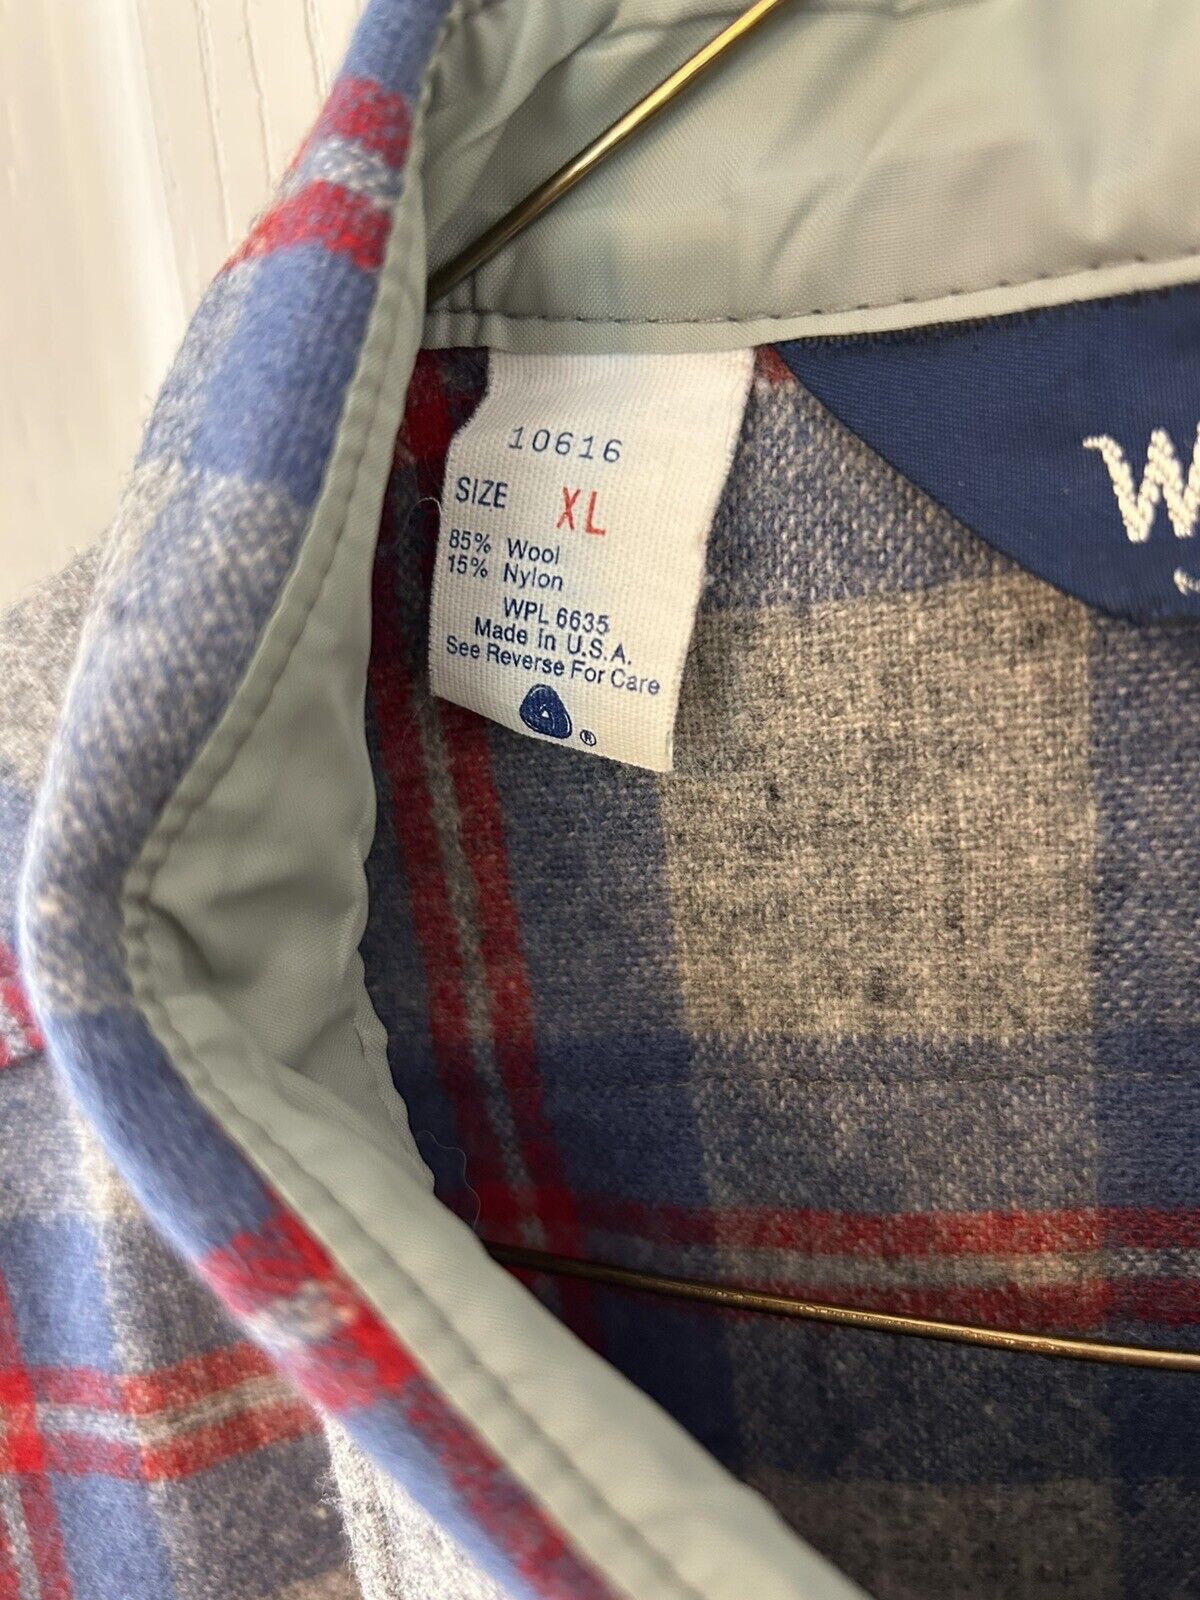 10616
SIZE XL
85% Wool
15% Nylon
WPL 6635
Made In U.S.A.
See Reverse For Care
®
W